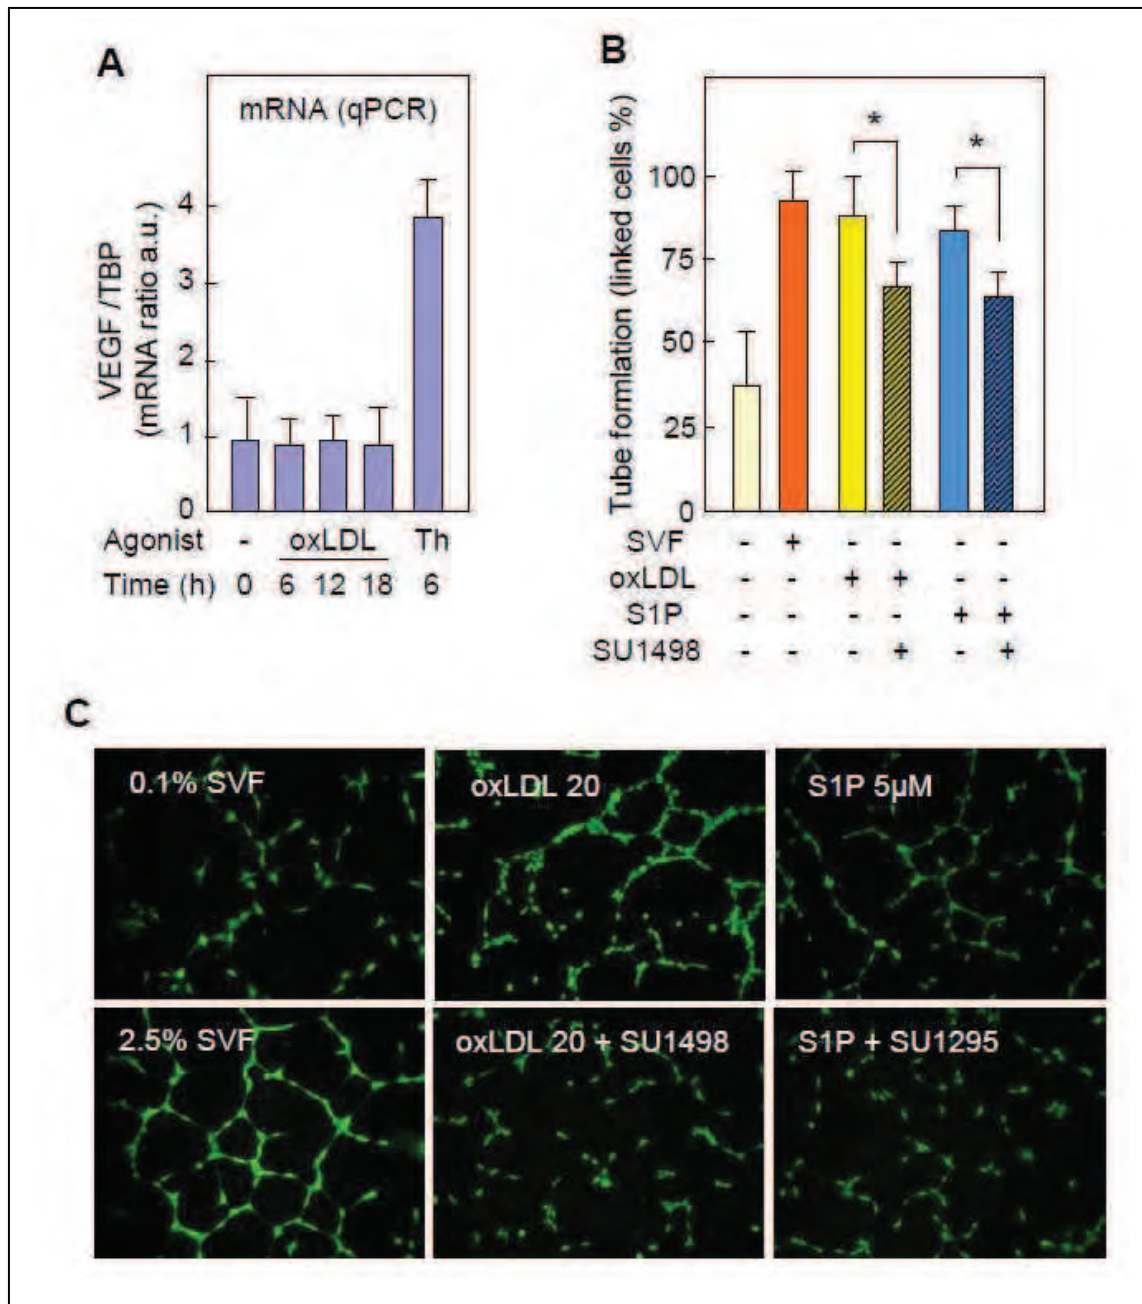 A
mRNA (qPCR)
VEGF /TBP
(mRNA ratio a.u.)
4
3
2
1
0
Agonist - oxLDL Th
Time (h) 0 6 12 18 6
B
Tube formlation (linked cells %)
100
75
50
25
0
* *
SVF - + - - - -
oxLDL - - + + - -
S1P - - - - + +
SU1498 - - - + - +
C
0.1% SVF oxLDL 20 S1P 5µM
2.5% SVF oxLDL 20 + SU1498 S1P + SU1295